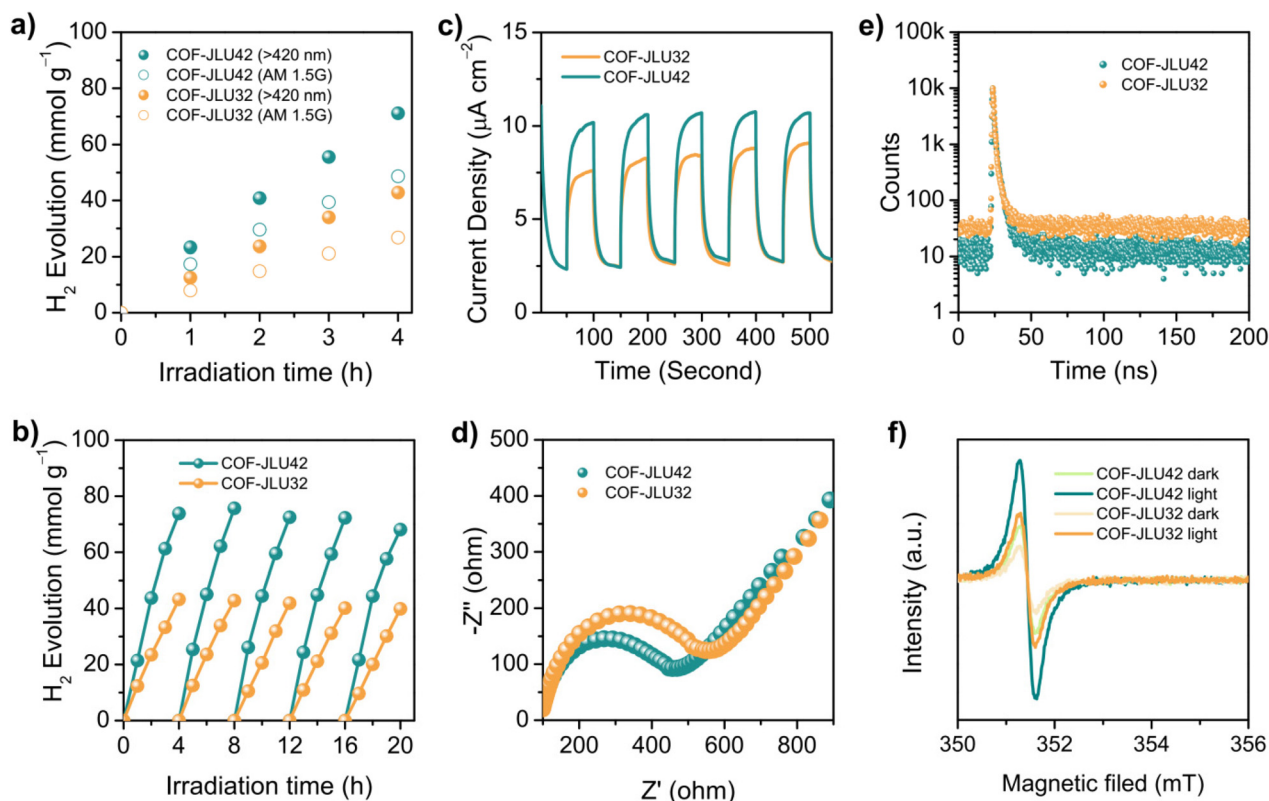 a)
H₂ Evolution (mmol g⁻¹)
100
80
60
40
20
0
COF-JLU42 (>420 nm)
COF-JLU42 (AM 1.5G)
COF-JLU32 (>420 nm)
COF-JLU32 (AM 1.5G)
0 1 2 3 4
Irradiation time (h)
c)
Current Density (μA cm⁻²)
15
10
5
0
COF-JLU32
COF-JLU42
100 200 300 400 500
Time (Second)
e)
Counts
100k
10k
1k
100
10
1
COF-JLU42
COF-JLU32
0 50 100 150 200
Time (ns)
b)
H₂ Evolution (mmol g⁻¹)
100
80
60
40
20
0
COF-JLU42
COF-JLU32
0 4 8 12 16 20
Irradiation time (h)
d)
-Z" (ohm)
500
400
300
200
100
0
COF-JLU42
COF-JLU32
200 400 600 800
Z' (ohm)
f)
Intensity (a.u.)
COF-JLU42 dark
COF-JLU42 light
COF-JLU32 dark
COF-JLU32 light
350 352 354 356
Magnetic filed (mT)